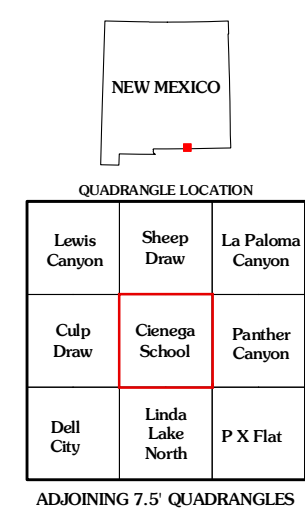 NEW MEXICO
QUADRANGLE LOCATION
Lewis
Canyon
Sheep
Draw
La Paloma
Canyon
Culp
Draw
Cienega
School
Panther
Canyon
Dell
City
Linda
Lake
North
P X Flat
ADJOINING 7.5' QUADRANGLES